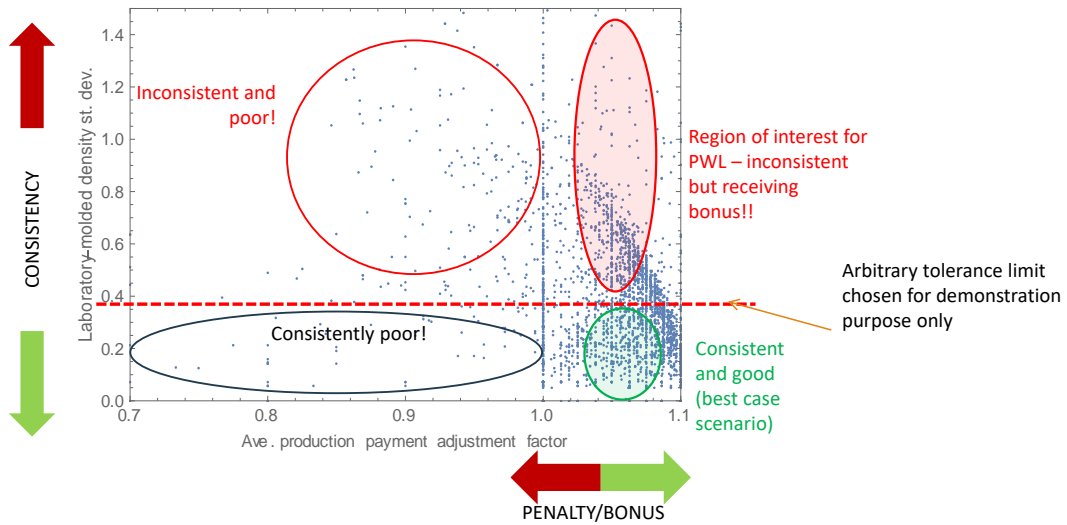 CONSISTENCY
Laboratory-molded density st. dev.
1.4
1.2
1.0
0.8
0.6
0.4
0.2
0.0
Inconsistent and
poor!
Region of interest for
PWL – inconsistent
but receiving
bonus!!
Arbitrary tolerance limit
chosen for demonstration
purpose only
Consistently poor!
Consistent
and good
(best case
scenario)
0.7
0.8
0.9
1.0
1.1
Ave. production payment adjustment factor
PENALTY/BONUS